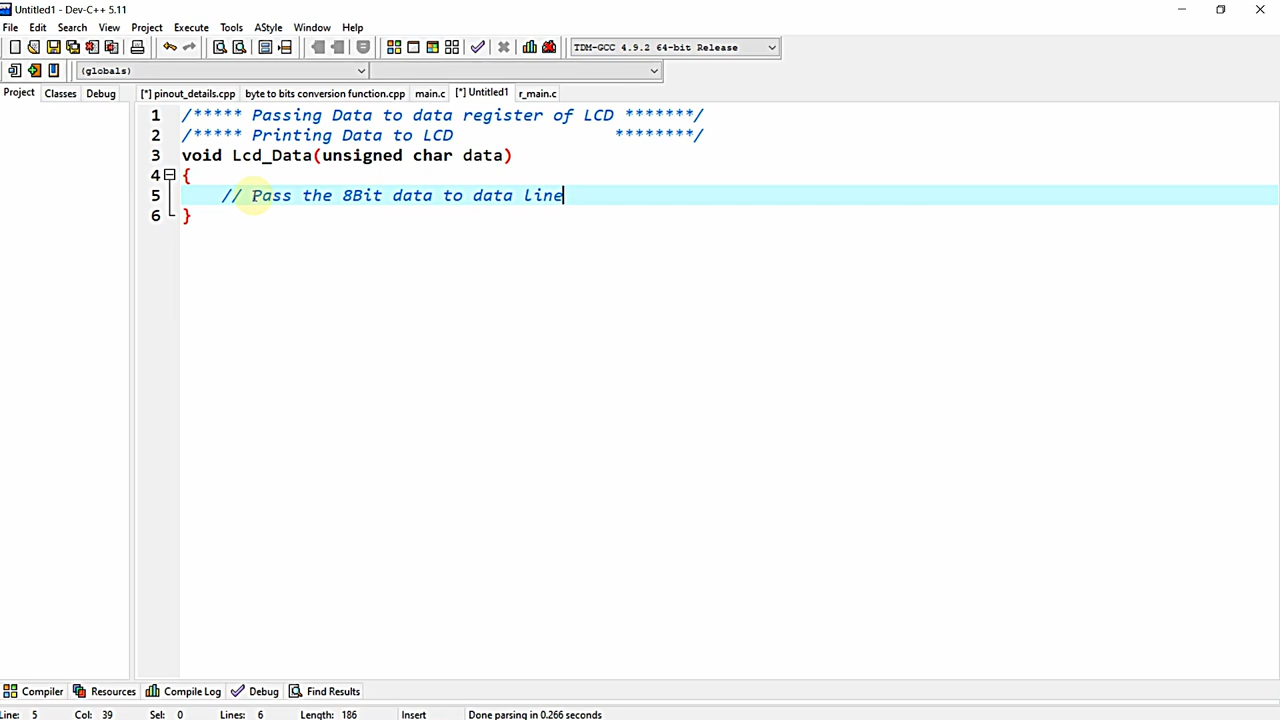 Untitled1 - Dev-C++ 5.11
File Edit Search View Project Execute Tools AStyle Window Help
TDM-GCC 4.9.2 64-bit Release
(globals)
Project Classes Debug [*] pinout_details.cpp byte to bits conversion function.cpp main.c [*] Untitled1 r_main.c
1 /***** Passing Data to data register of LCD *******/
2 /***** Printing Data to LCD ********/
3 void Lcd_Data(unsigned char data)
4 {
5 // Pass the 8Bit data to data line
6 }
Compiler Resources Compile Log Debug Find Results
Line: 5 Col: 39 Sel: 0 Lines: 6 Length: 186 Insert Done parsing in 0.266 seconds